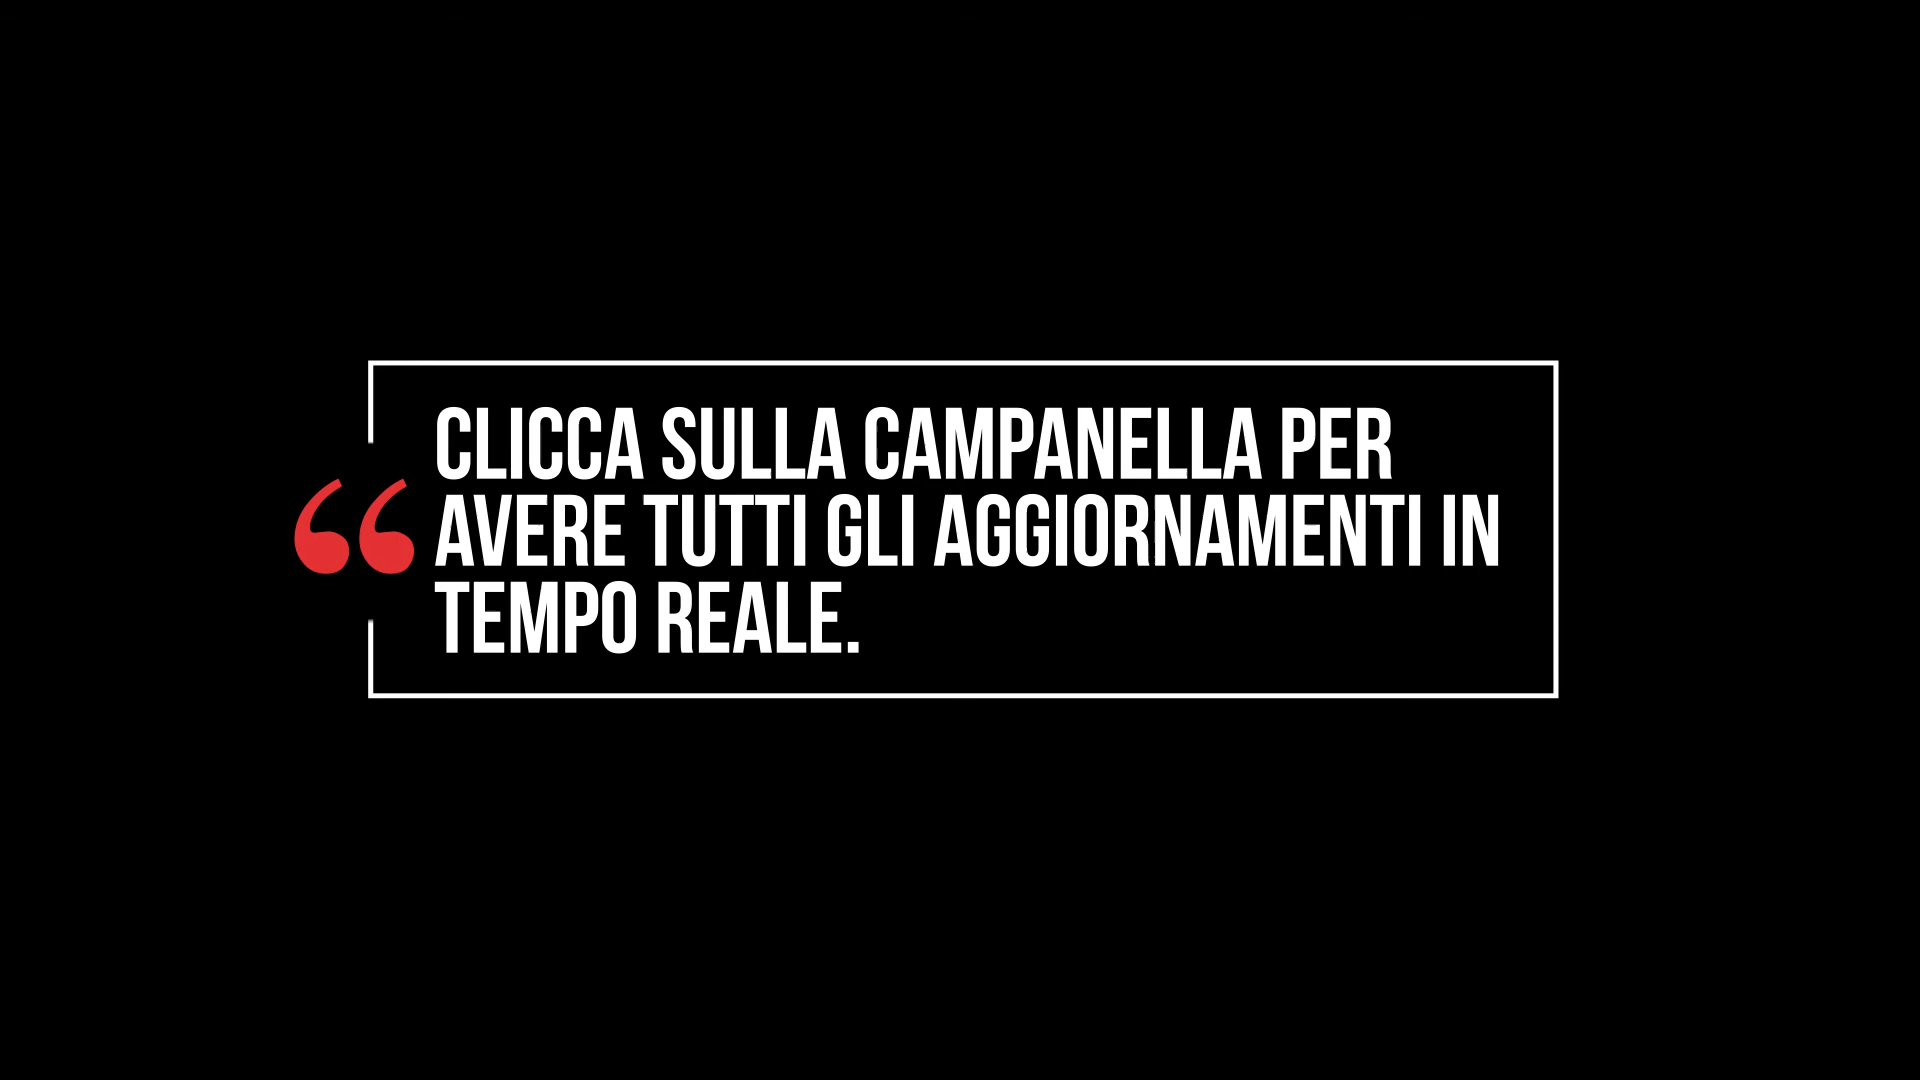 “
CLICCA SULLA CAMPANELLA PER
AVERE TUTTI GLI AGGIORNAMENTI IN
TEMPO REALE.